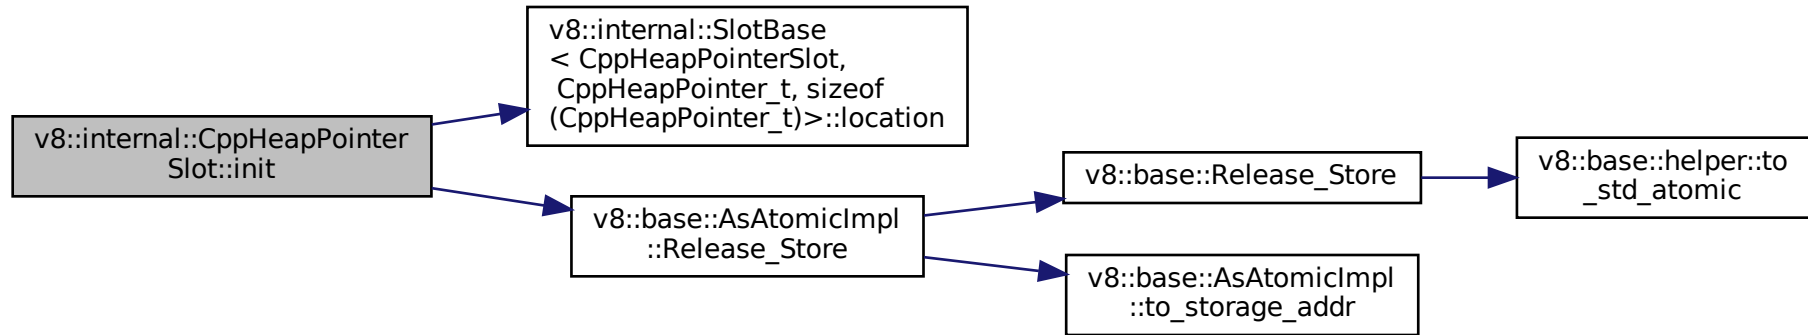 v8::internal::SlotBase
< CppHeapPointerSlot,
CppHeapPointer_t, sizeof
(CppHeapPointer_t)>::location
v8::internal::CppHeapPointer
Slot::init
v8::base::AsAtomicImpl
::Release_Store
v8::base::Release_Store
v8::base::helper::to
_std_atomic
v8::base::AsAtomicImpl
::to_storage_addr